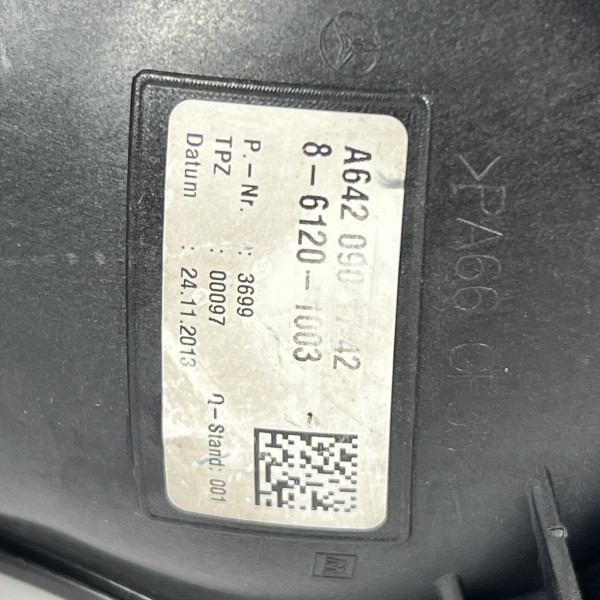 A642 090
8-6120-1003
P.-Nr. : 3699
TPZ : 00097
Datum : 24.11.2013 Q-Stand: 001
>PA66